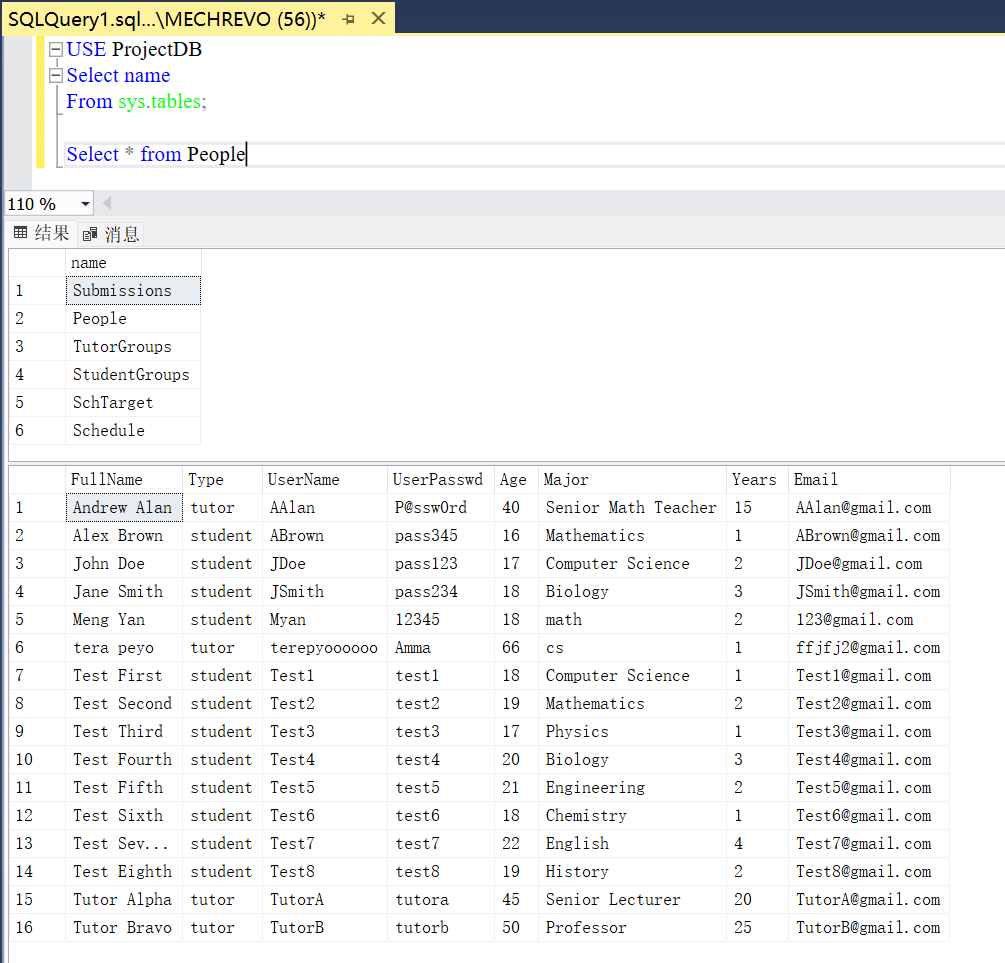 SQLQuery1.sql...\MECHREVO (56))*
USE ProjectDB
Select name
From sys.tables;
Select * from People
110 %
结果 消息
name
1 Submissions
2 People
3 TutorGroups
4 StudentGroups
5 SchTarget
6 Schedule
FullName Type UserName UserPasswd Age Major Years Email
1 Andrew Alan tutor AAlan P@ssw0rd 40 Senior Math Teacher 15 AAlan@gmail.com
2 Alex Brown student ABrown pass345 16 Mathematics 1 ABrown@gmail.com
3 John Doe student JDoe pass123 17 Computer Science 2 JDoe@gmail.com
4 Jane Smith student JSmith pass234 18 Biology 3 JSmith@gmail.com
5 Meng Yan student Myan 12345 18 math 2 123@gmail.com
6 tera peyo tutor terepyoooooo Amma 66 cs 1 ffjfj2@gmail.com
7 Test First student Test1 test1 18 Computer Science 1 Test1@gmail.com
8 Test Second student Test2 test2 19 Mathematics 2 Test2@gmail.com
9 Test Third student Test3 test3 17 Physics 1 Test3@gmail.com
10 Test Fourth student Test4 test4 20 Biology 3 Test4@gmail.com
11 Test Fifth student Test5 test5 21 Engineering 2 Test5@gmail.com
12 Test Sixth student Test6 test6 18 Chemistry 1 Test6@gmail.com
13 Test Sev... student Test7 test7 22 English 4 Test7@gmail.com
14 Test Eighth student Test8 test8 19 History 2 Test8@gmail.com
15 Tutor Alpha tutor TutorA tutora 45 Senior Lecturer 20 TutorA@gmail.com
16 Tutor Bravo tutor TutorB tutorb 50 Professor 25 TutorB@gmail.com